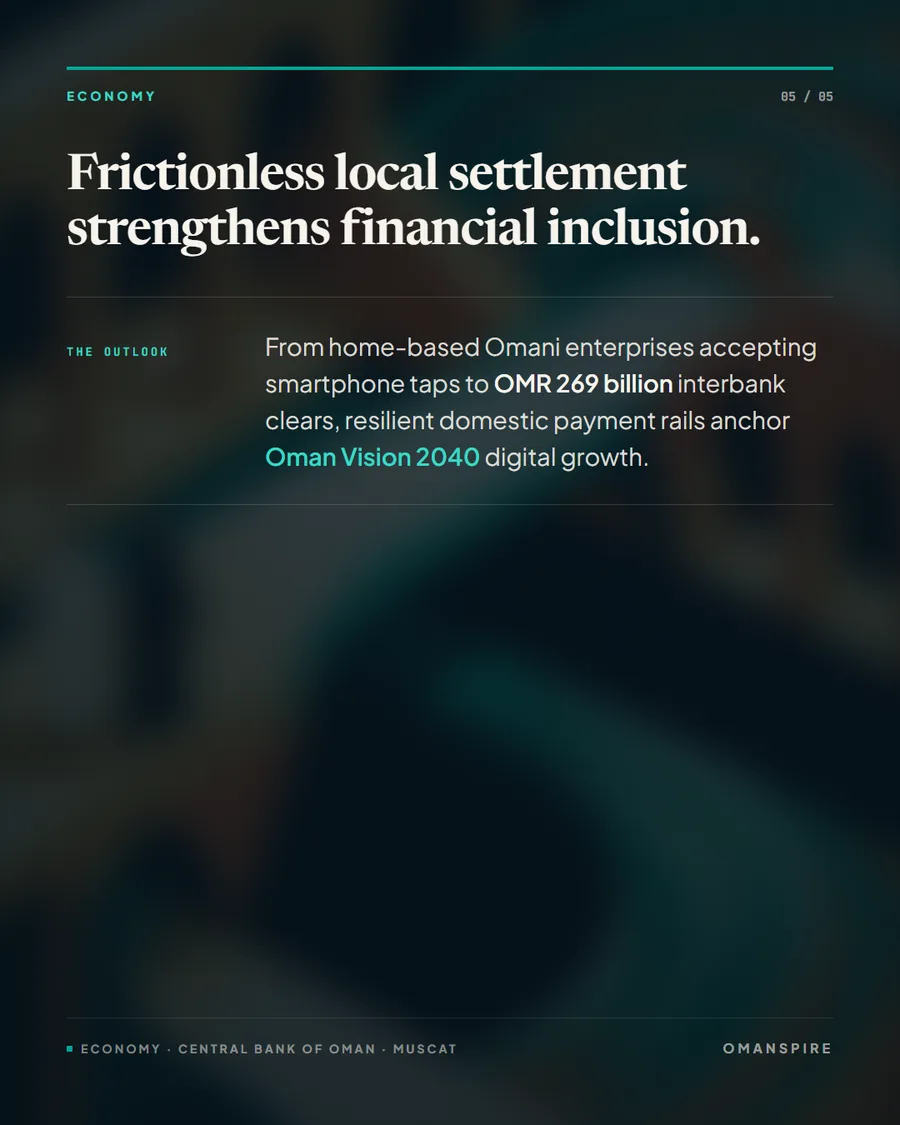 ECONOMY
05 / 05
Frictionless local settlement
strengthens financial inclusion.
THE OUTLOOK
From home-based Omani enterprises accepting
smartphone taps to OMR 269 billion interbank
clears, resilient domestic payment rails anchor
Oman Vision 2040 digital growth.
ECONOMY · CENTRAL BANK OF OMAN · MUSCAT
OMANSPIRE